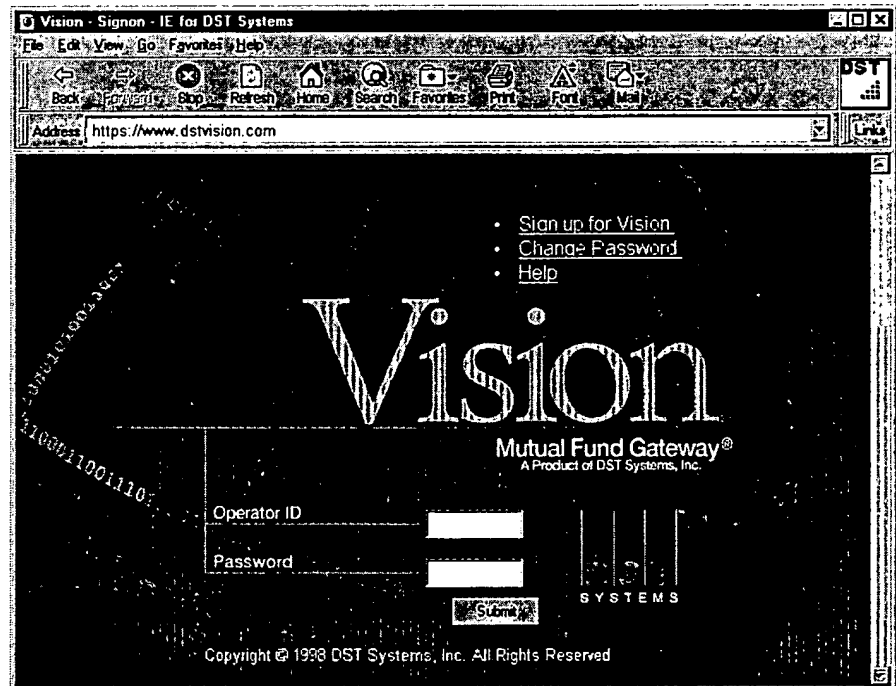 Vision - Signon - IE for DST Systems
File Edit View Go Favorites Help
Back Forward Stop Refresh Home Search Favorites Print Font Mail
DST
Address https://www.dstvision.com Links
• Sign up for Vision
• Change Password
• Help
Vision
Mutual Fund Gateway®
A Product of DST Systems, Inc.
110001100111101
Operator ID
Password
SYSTEMS
Submit
Copyright © 1998 DST Systems, Inc. All Rights Reserved